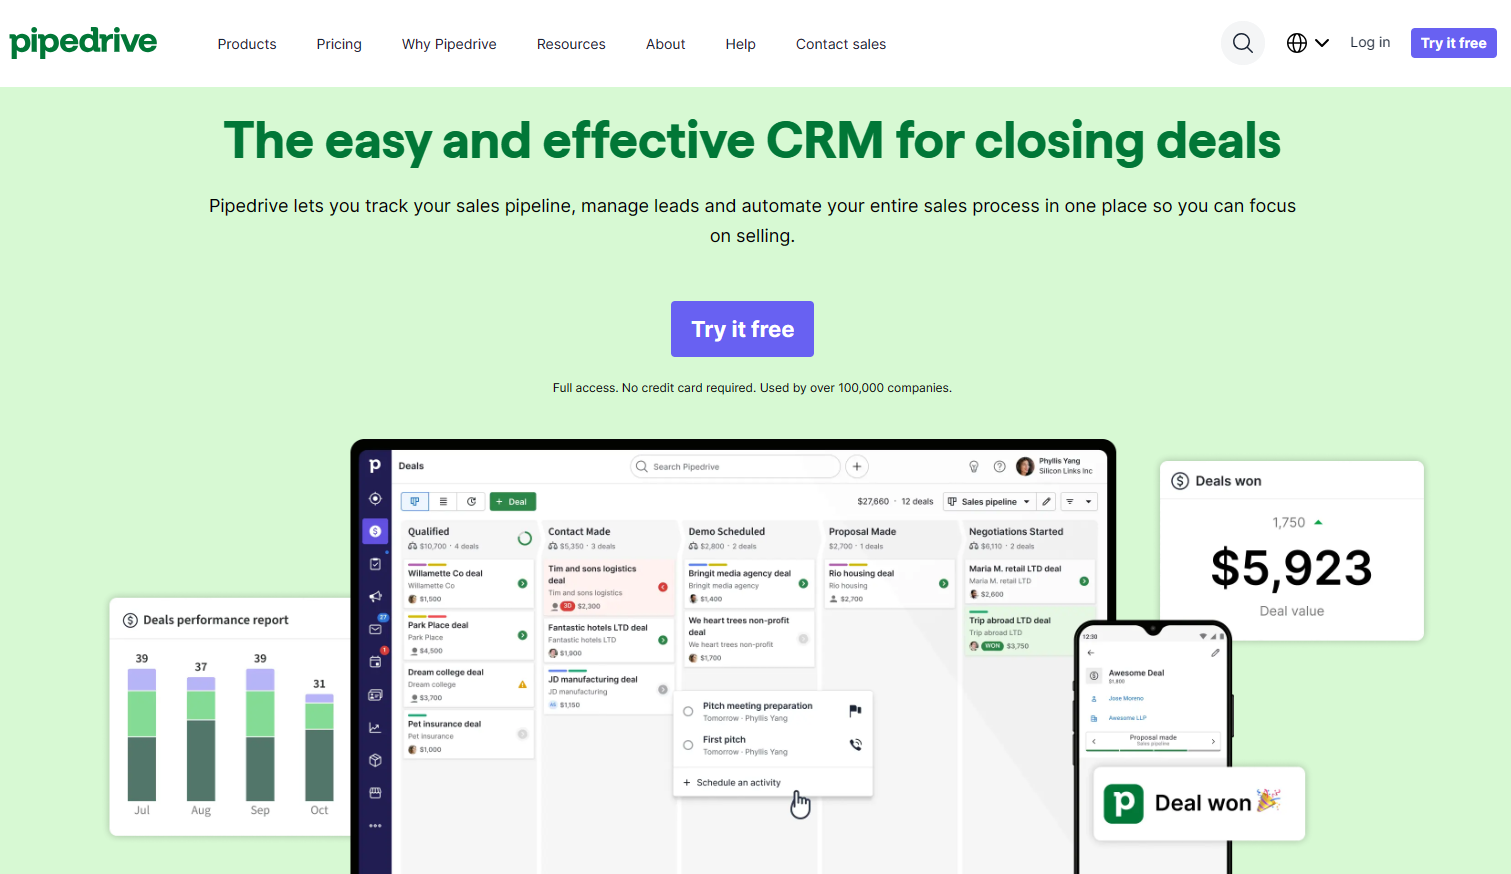 pipedrive
Products
Pricing
Why Pipedrive
Resources
About
Help
Contact sales
Log in
Try it free
The easy and effective CRM for closing deals
Pipedrive lets you track your sales pipeline, manage leads and automate your entire sales process in one place so you can focus
on selling.
Try it free
Full access. No credit card required. Used by over 100,000 companies.
Deals performance report
39
37
39
31
Jul
Aug
Sep
Oct
p
27
1
Deals
Search Pipedrive
Phyllis Yang
Silicon Links Inc
+ Deal
$27,660 · 12 deals
Sales pipeline
Qualified
$10,700 · 4 deals
Willamette Co deal
Willamette Co
$1,500
Park Place deal
Park Place
$4,500
Dream college deal
Dream college
$3,700
Pet insurance deal
Pet insurance
$1,000
Contact Made
$5,350 · 3 deals
Tim and sons logistics
deal
Tim and sons logistics
3D $2,300
Fantastic hotels LTD deal
Fantastic hotels LTD
$1,900
JD manufacturing deal
JD manufacturing
$1,150
Demo Scheduled
$2,800 · 2 deals
Bringit media agency deal
Bringit media agency
$1,400
We heart trees non-profit
deal
We heart trees non-profit
$1,700
Proposal Made
$2,700 · 1 deals
Rio housing deal
Rio housing
$2,700
Negotiations Started
$6,110 · 2 deals
Maria M. retail LTD deal
Maria M. retail LTD
$2,600
Trip abroad LTD deal
Trip abroad LTD
WON $3,750
Pitch meeting preparation
Tomorrow · Phyllis Yang
First pitch
Tomorrow · Phyllis Yang
+ Schedule an activity
Deals won
1,750
$5,923
Deal value
12:30
Awesome Deal
$1,800
Jose Moreno
Awesome LLP
Proposal made
Sales pipeline
p
Deal won 🎉